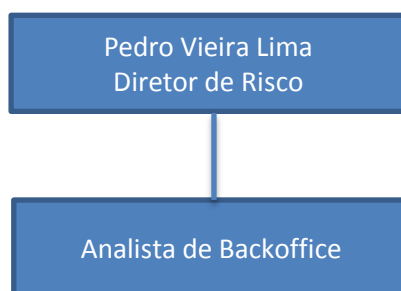 Pedro Vieira Lima
Diretor de Risco
Analista de Backoffice